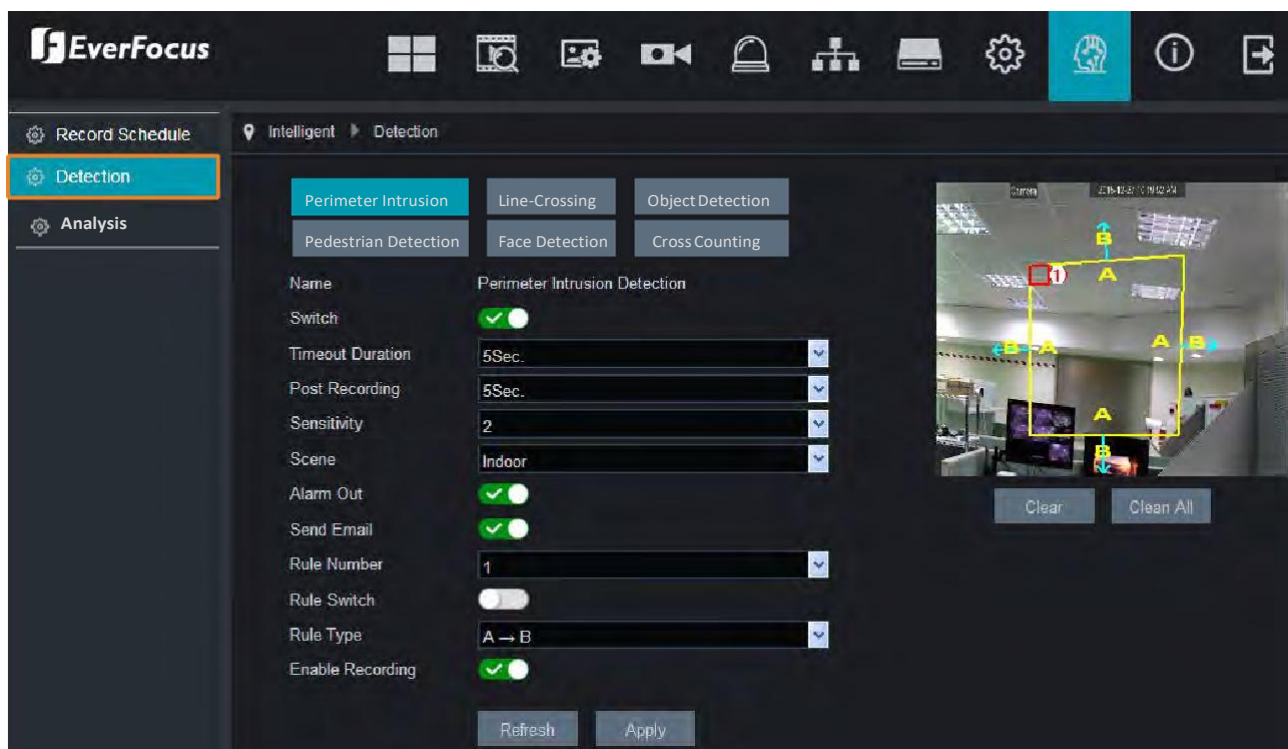 EverFocus
Record Schedule
Detection
Analysis
Intelligent Detection
Perimeter Intrusion Line-Crossing Object Detection
Pedestrian Detection Face Detection Cross Counting
Name Perimeter Intrusion Detection
Switch
Timeout Duration 5Sec.
Post Recording 5Sec.
Sensitivity 2
Scene Indoor
Alarm Out
Send Email
Rule Number 1
Rule Switch
Rule Type A → B
Enable Recording
Refresh Apply
Camera
B
A
1
B A A B
A
B
Clear Clean All